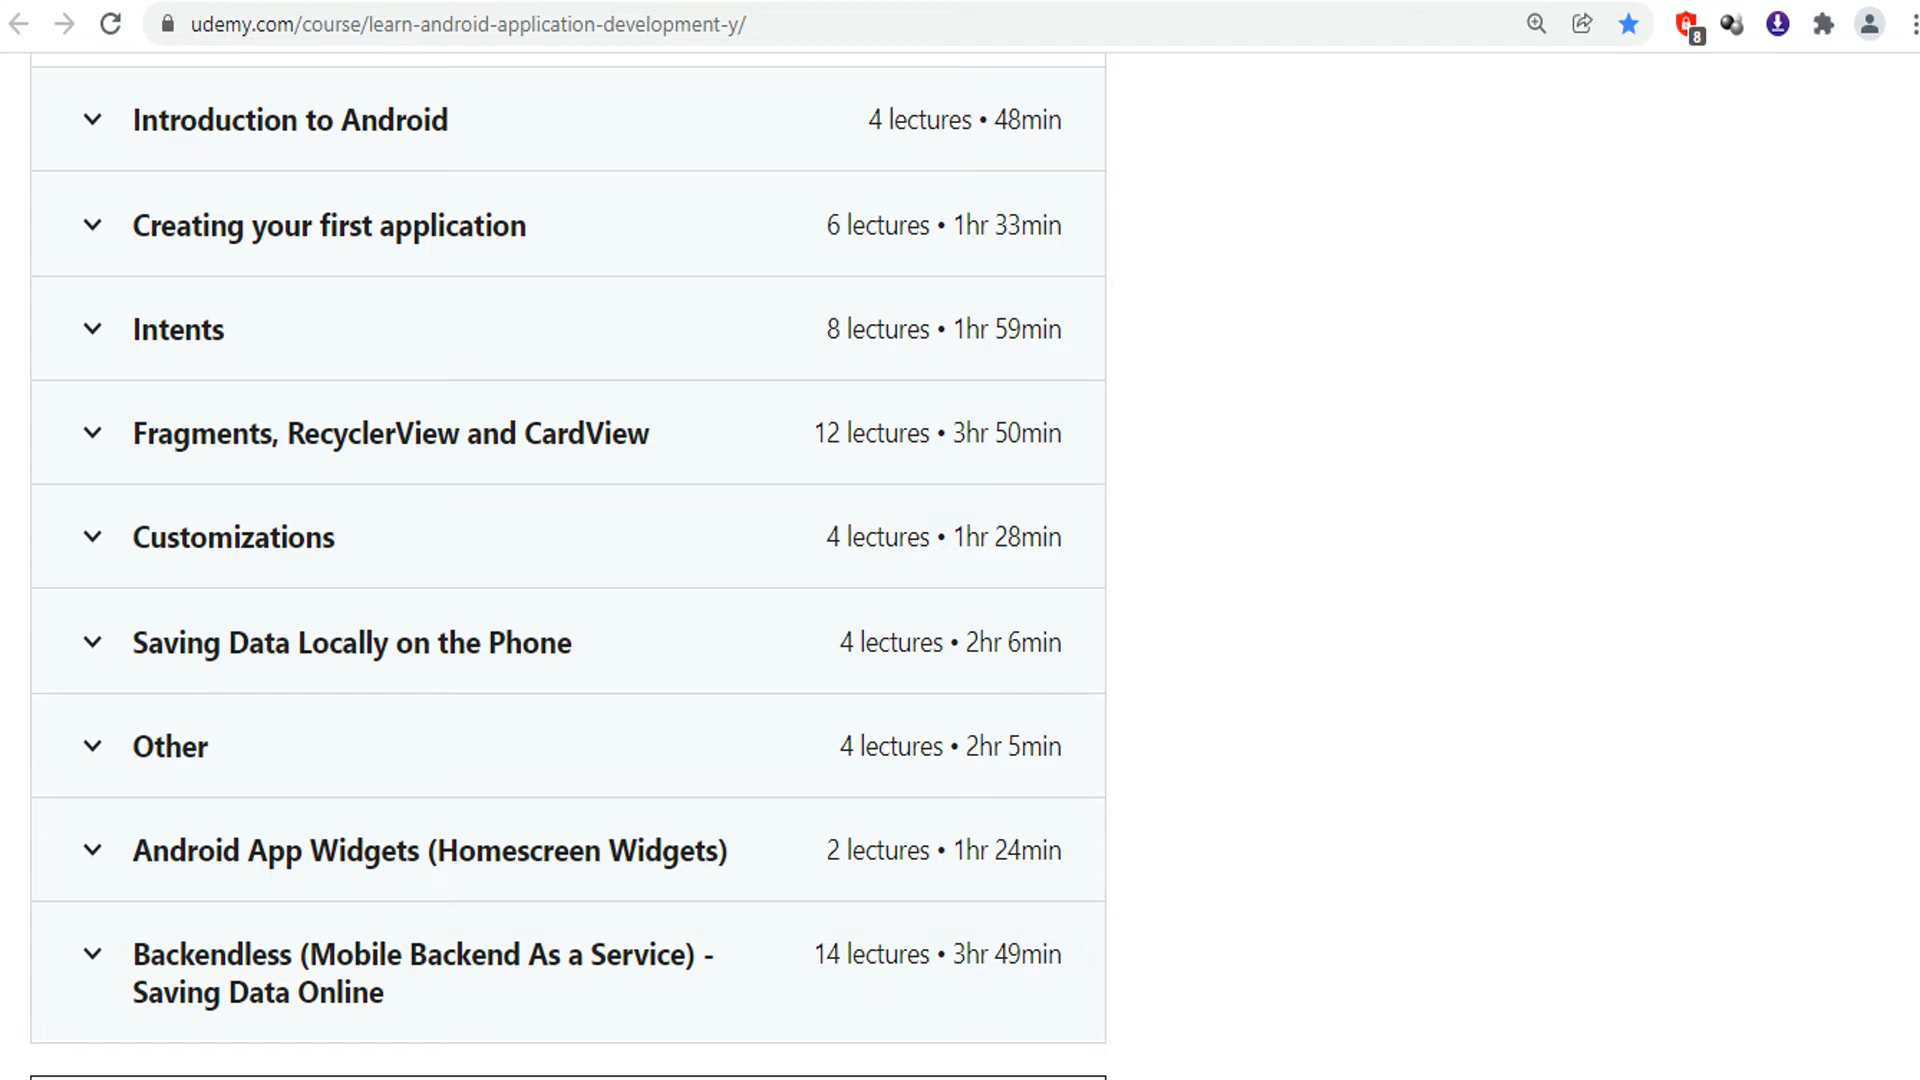 udemy.com/course/learn-android-application-development-y/
8
Introduction to Android 4 lectures • 48min
Creating your first application 6 lectures • 1hr 33min
Intents 8 lectures • 1hr 59min
Fragments, RecyclerView and CardView 12 lectures • 3hr 50min
Customizations 4 lectures • 1hr 28min
Saving Data Locally on the Phone 4 lectures • 2hr 6min
Other 4 lectures • 2hr 5min
Android App Widgets (Homescreen Widgets) 2 lectures • 1hr 24min
Backendless (Mobile Backend As a Service) - 14 lectures • 3hr 49min
Saving Data Online